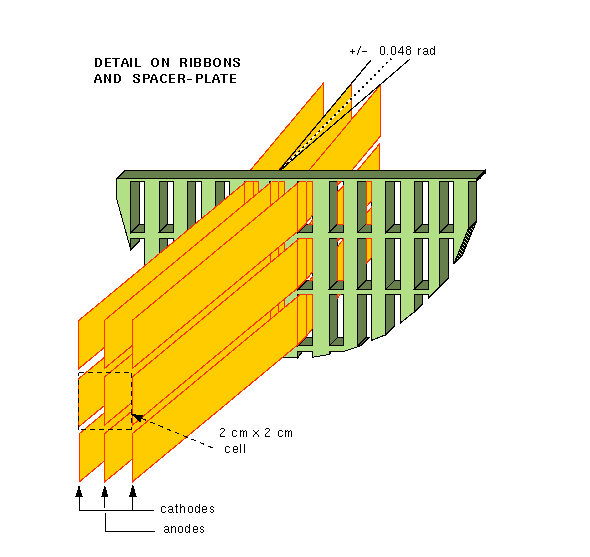 DETAIL ON RIBBONS
AND SPACER-PLATE
+/- 0.048 rad
2 cm x 2 cm
cell
cathodes
anodes